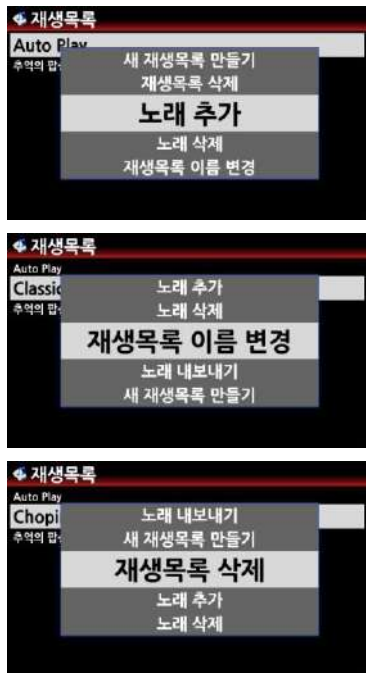 재생목록
Auto Play
추억의 팝
새 재생목록 만들기
재생목록 삭제
노래 추가
노래 삭제
재생목록 이름 변경
재생목록
Auto Play
Classic
추억의 팝
노래 추가
노래 삭제
재생목록 이름 변경
노래 내보내기
새 재생목록 만들기
재생목록
Auto Play
Chopi
추억의 팝
노래 내보내기
새 재생목록 만들기
재생목록 삭제
노래 추가
노래 삭제